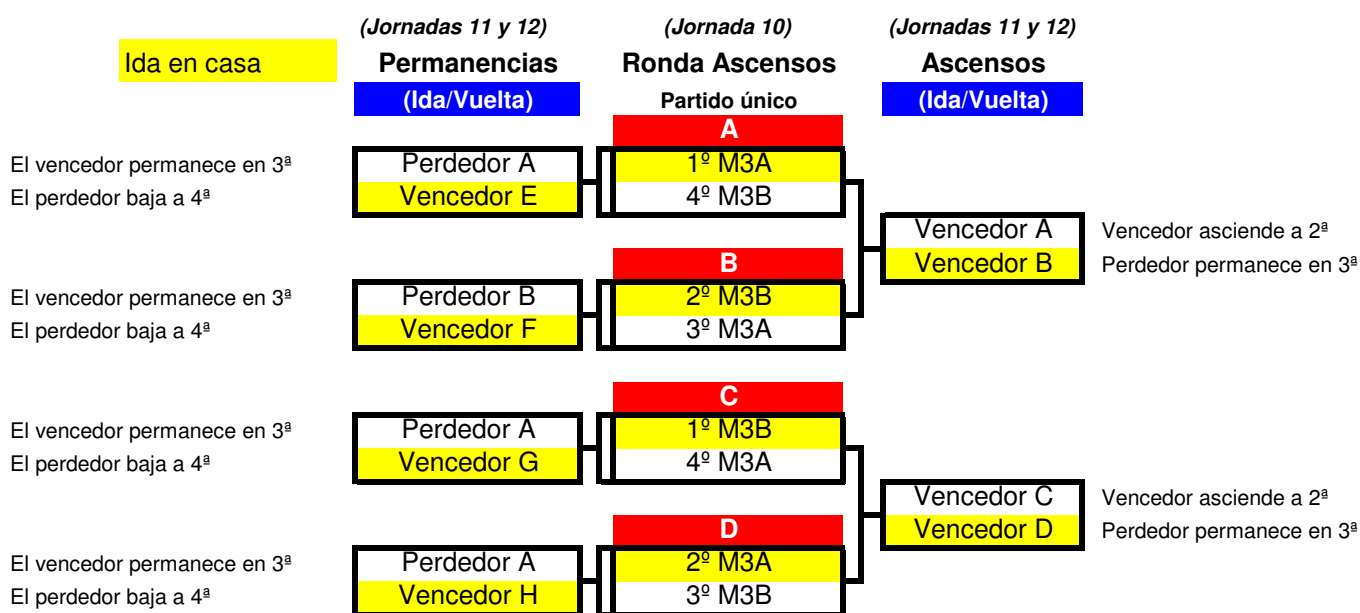 (Jornadas 11 y 12) (Jornada 10) (Jornadas 11 y 12)
Ida en casa Permanencias Ronda Ascensos Ascensos
(Ida/Vuelta) Partido único (Ida/Vuelta)
A
El vencedor permanece en 3ª Perdedor A 1º M3A
El perdedor baja a 4ª Vencedor E 4º M3B
Vencedor A Vencedor asciende a 2ª
B Vencedor B Perdedor permanece en 3ª
El vencedor permanece en 3ª Perdedor B 2º M3B
El perdedor baja a 4ª Vencedor F 3º M3A
C
El vencedor permanece en 3ª Perdedor A 1º M3B
El perdedor baja a 4ª Vencedor G 4º M3A
Vencedor C Vencedor asciende a 2ª
D Vencedor D Perdedor permanece en 3ª
El vencedor permanece en 3ª Perdedor A 2º M3A
El perdedor baja a 4ª Vencedor H 3º M3B